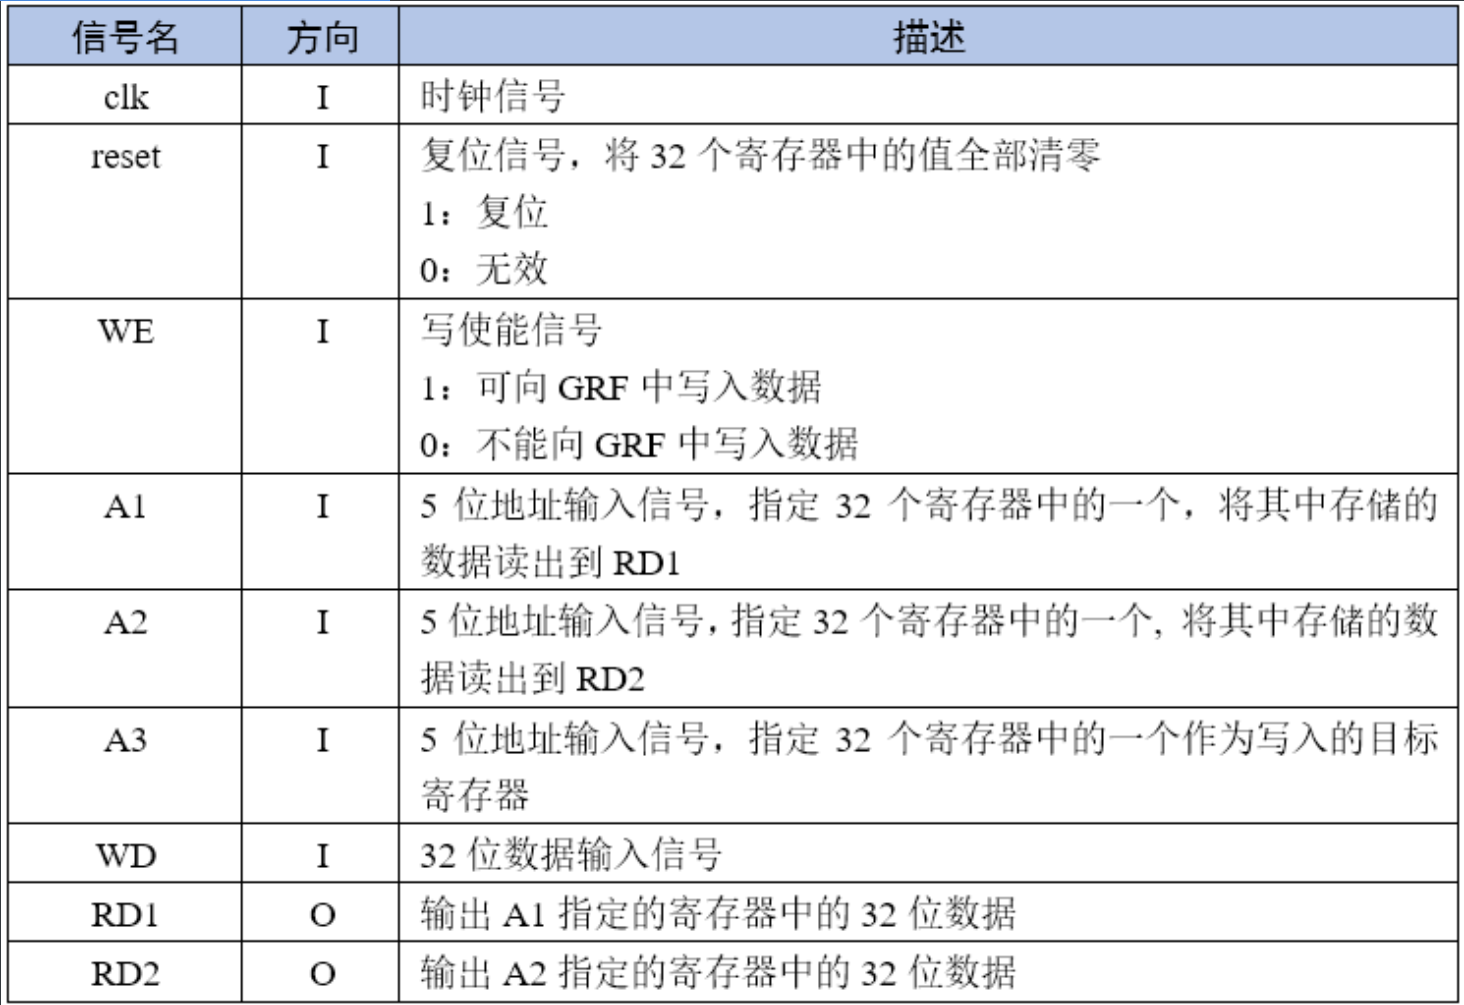 信号名 方向 描述
clk I 时钟信号
reset I 复位信号，将 32 个寄存器中的值全部清零
1：复位
0：无效
WE I 写使能信号
1：可向 GRF 中写入数据
0：不能向 GRF 中写入数据
A1 I 5 位地址输入信号，指定 32 个寄存器中的一个，将其中存储的
数据读出到 RD1
A2 I 5 位地址输入信号，指定 32 个寄存器中的一个, 将其中存储的数
据读出到 RD2
A3 I 5 位地址输入信号，指定 32 个寄存器中的一个作为写入的目标
寄存器
WD I 32 位数据输入信号
RD1 O 输出 A1 指定的寄存器中的 32 位数据
RD2 O 输出 A2 指定的寄存器中的 32 位数据